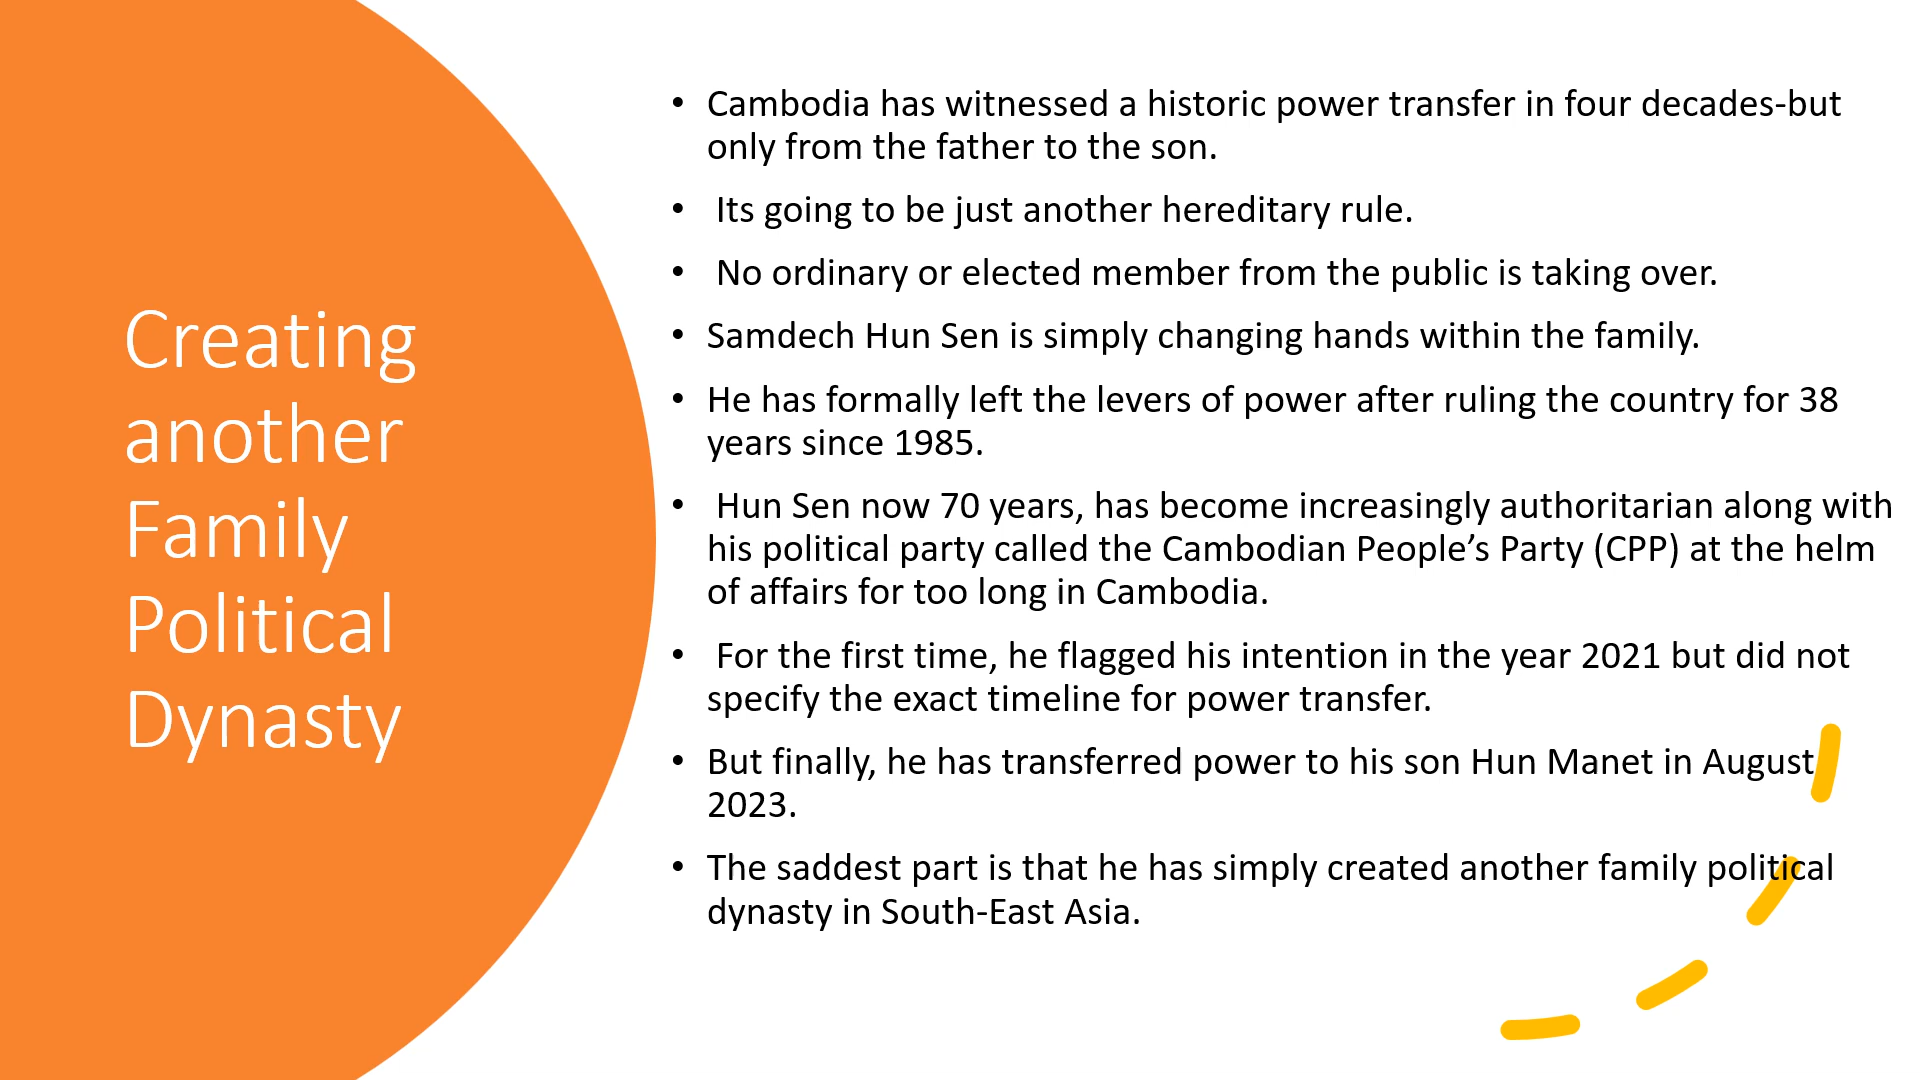 Creating
another
Family
Political
Dynasty
• Cambodia has witnessed a historic power transfer in four decades-but
only from the father to the son.
• Its going to be just another hereditary rule.
• No ordinary or elected member from the public is taking over.
• Samdech Hun Sen is simply changing hands within the family.
• He has formally left the levers of power after ruling the country for 38
years since 1985.
• Hun Sen now 70 years, has become increasingly authoritarian along with
his political party called the Cambodian People’s Party (CPP) at the helm
of affairs for too long in Cambodia.
• For the first time, he flagged his intention in the year 2021 but did not
specify the exact timeline for power transfer.
• But finally, he has transferred power to his son Hun Manet in August
2023.
• The saddest part is that he has simply created another family political
dynasty in South-East Asia.